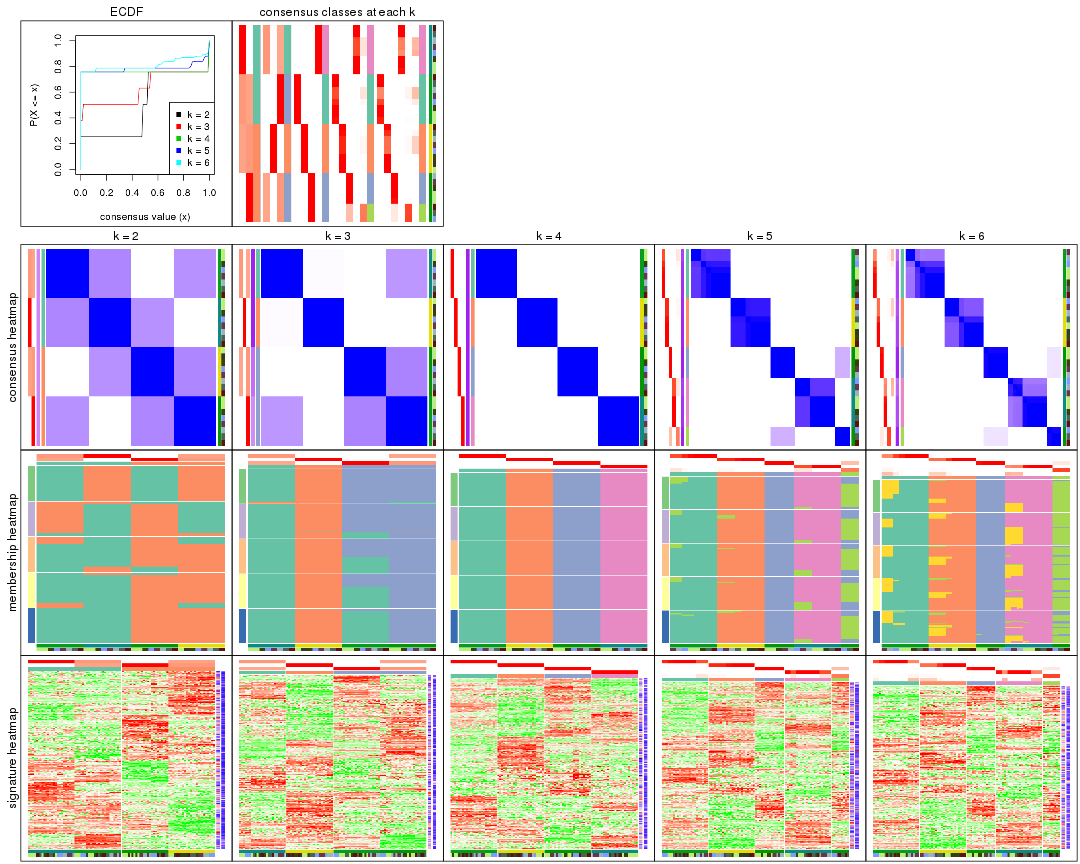 ECDF
consensus classes at each k
P(X <= x)
0.0 0.2 0.4 0.6 0.8 1.0
k = 2
k = 3
k = 4
k = 5
k = 6
0.0 0.2 0.4 0.6 0.8 1.0
consensus value (x)
k = 2
k = 3
k = 4
k = 5
k = 6
consensus heatmap
membership heatmap
signature heatmap